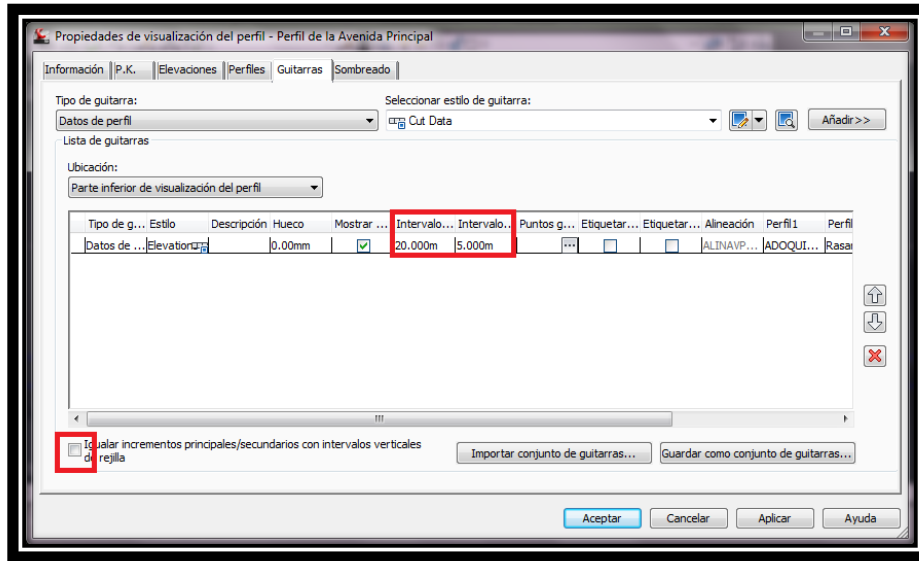 Propiedades de visualización del perfil - Perfil de la Avenida Principal
Información P.K. Elevaciones Perfiles Guitarras Sombreado
Tipo de guitarra: Seleccionar estilo de guitarra:
Datos de perfil Cut Data Añadir>>
Lista de guitarras
Ubicación:
Parte inferior de visualización del perfil
Tipo de g... Estilo Descripción Hueco Mostrar ... Intervalo... Intervalo... Puntos g... Etiquetar... Etiquetar... Alineación Perfil1 Perfil
Datos de ... Elevation 0.00mm 20.000m 5.000m ... ALINAVP... ADOQUI... Rasa
Igualar incrementos principales/secundarios con intervalos verticales
de rejilla
Importar conjunto de guitarras... Guardar como conjunto de guitarras...
Aceptar Cancelar Aplicar Ayuda